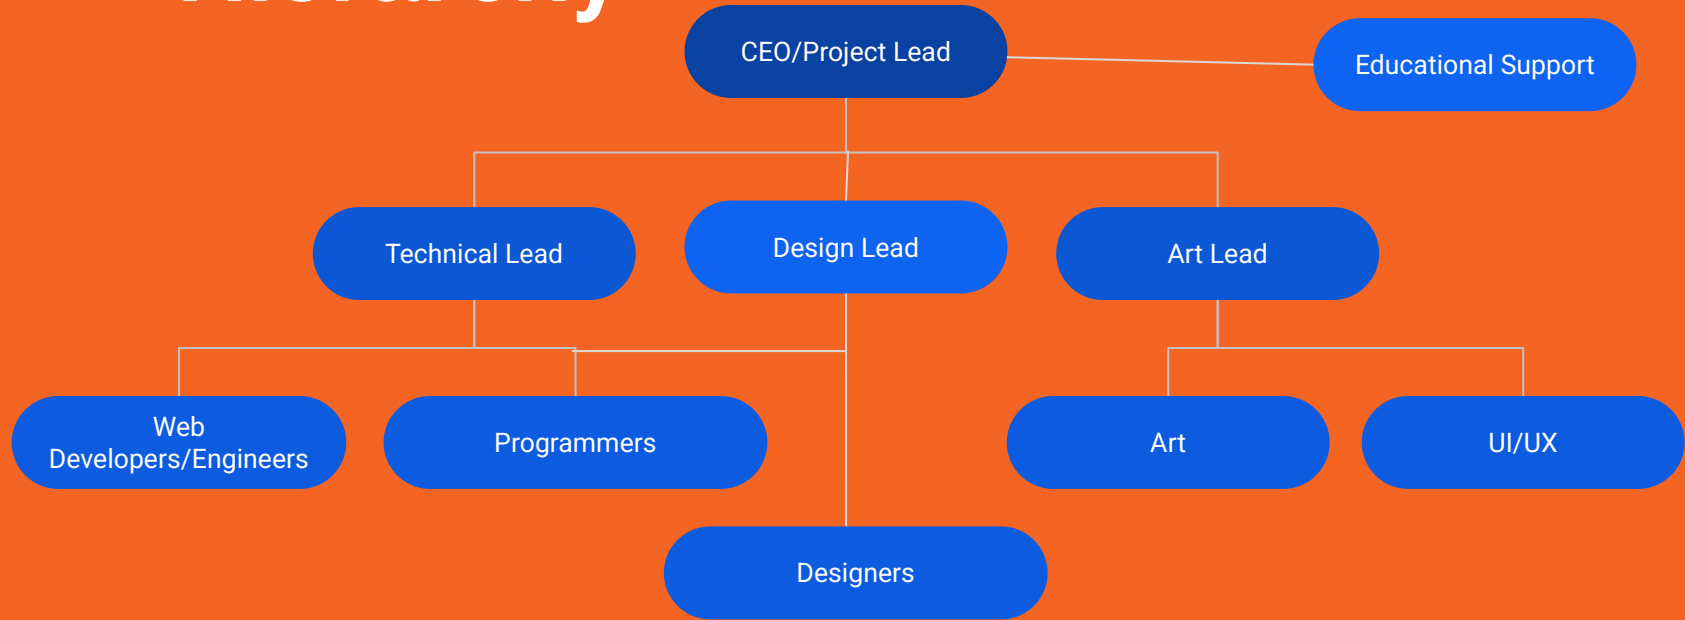 Hierarchy
CEO/Project Lead
Educational Support
Technical Lead
Design Lead
Art Lead
Web
Developers/Engineers
Programmers
Art
UI/UX
Designers